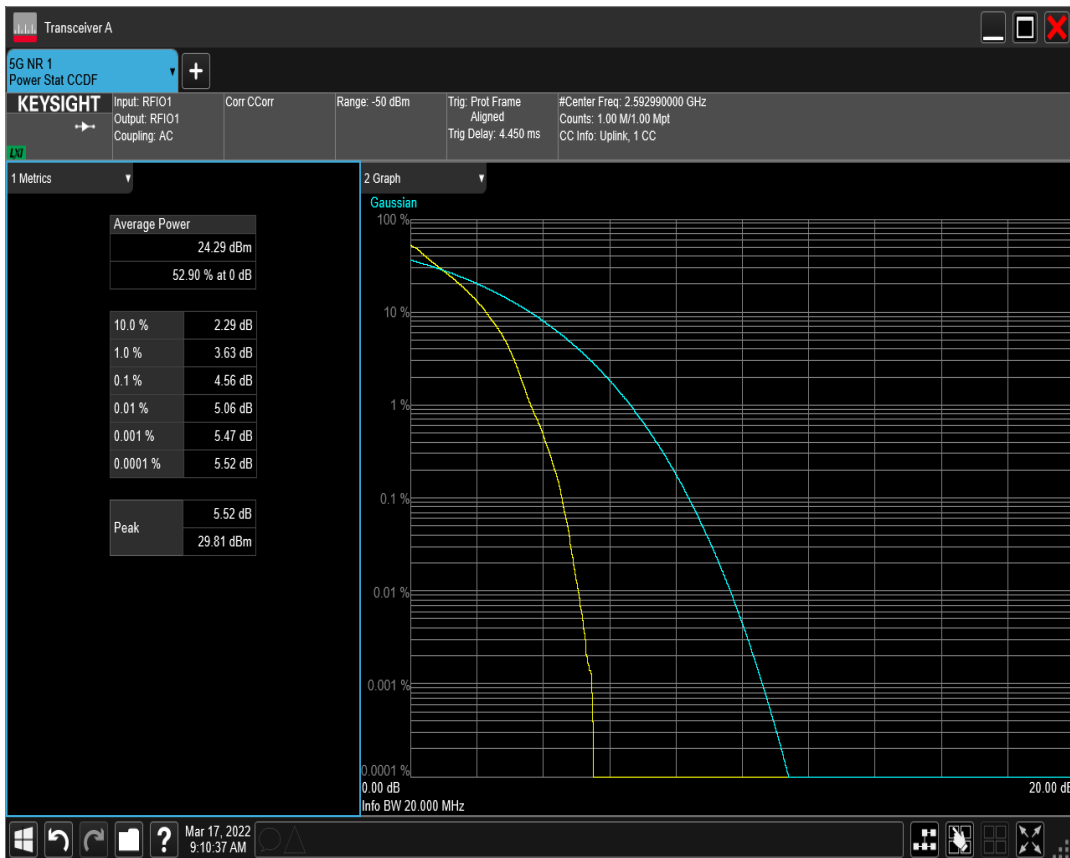 Transceiver A
5G NR 1
Power Stat CCDF
KEYSIGHT
LXI
Input: RFIO1
Output: RFIO1
Coupling: AC
Corr CCorr
Range: -50 dBm
Trig: Prot Frame
Aligned
Trig Delay: 4.450 ms
#Center Freq: 2.592990000 GHz
Counts: 1.00 M/1.00 Mpt
CC Info: Uplink, 1 CC
1 Metrics
Average Power
24.29 dBm
52.90 % at 0 dB
10.0 % 2.29 dB
1.0 % 3.63 dB
0.1 % 4.56 dB
0.01 % 5.06 dB
0.001 % 5.47 dB
0.0001 % 5.52 dB
Peak 5.52 dB
29.81 dBm
2 Graph
Gaussian
100 %
10 %
1 %
0.1 %
0.01 %
0.001 %
0.0001 %
0.00 dB 20.00 dB
Info BW 20.000 MHz
Mar 17, 2022
9:10:37 AM